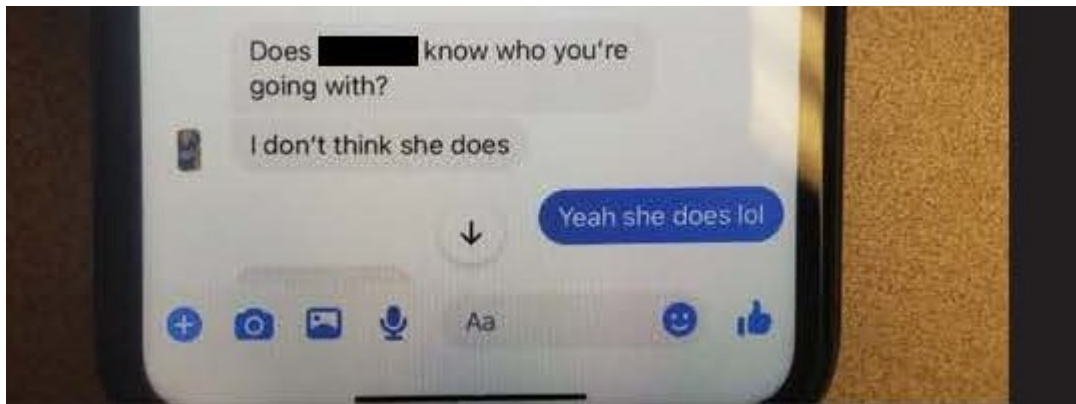 Does know who you're
going with?
I don't think she does
Yeah she does lol
Aa